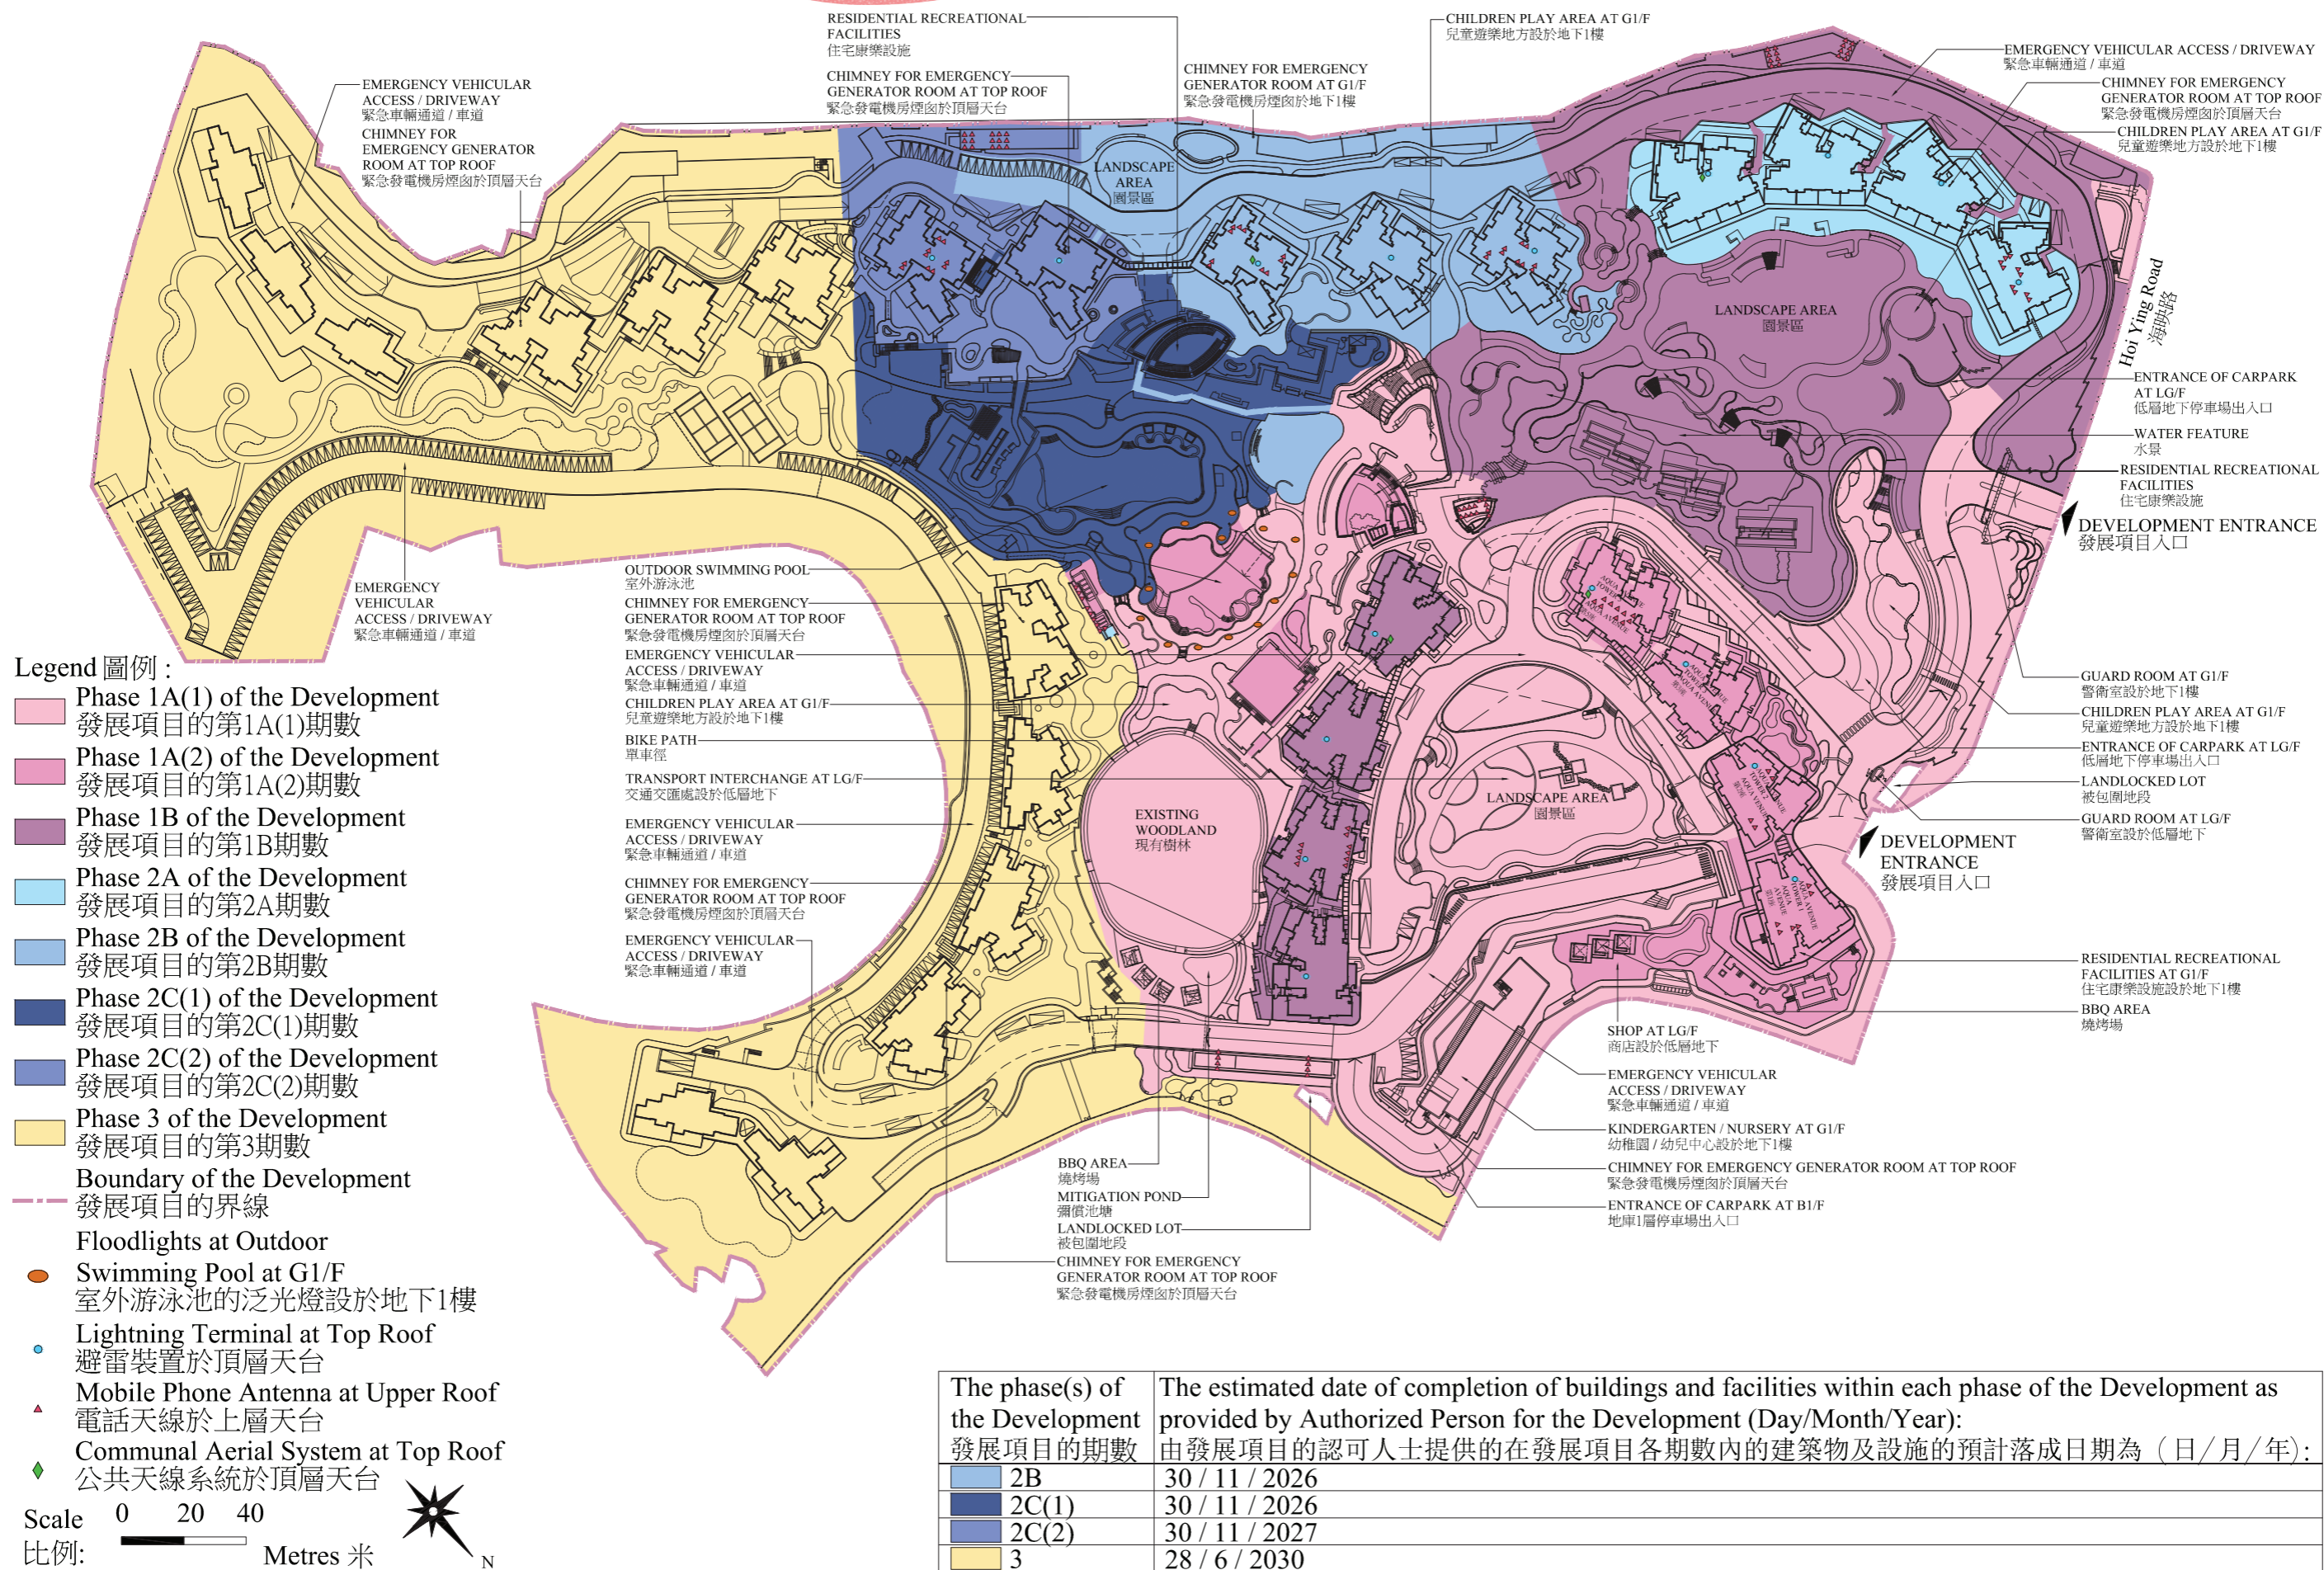 RESIDENTIAL RECREATIONAL
FACILITIES
住宅康樂設施
CHIMNEY FOR EMERGENCY
GENERATOR ROOM AT TOP ROOF
緊急發電機房煙囪於頂層天台
CHIMNEY FOR EMERGENCY
GENERATOR ROOM AT G1/F
緊急發電機房煙囪於地下1樓
CHILDREN PLAY AREA AT G1/F
兒童遊樂地方設於地下1樓
EMERGENCY VEHICULAR ACCESS / DRIVEWAY
緊急車輛通道 / 車道
CHIMNEY FOR EMERGENCY
GENERATOR ROOM AT TOP ROOF
緊急發電機房煙囪於頂層天台
CHILDREN PLAY AREA AT G1/F
兒童遊樂地方設於地下1樓
EMERGENCY VEHICULAR
ACCESS / DRIVEWAY
緊急車輛通道 / 車道
CHIMNEY FOR
EMERGENCY GENERATOR
ROOM AT TOP ROOF
緊急發電機房煙囪於頂層天台
LANDSCAPE
AREA
園景區
LANDSCAPE AREA
園景區
Hoi Ying Road
海映路
ENTRANCE OF CARPARK
AT LG/F
低層地下停車場出入口
WATER FEATURE
水景
RESIDENTIAL RECREATIONAL
FACILITIES
住宅康樂設施
DEVELOPMENT ENTRANCE
發展項目入口
EMERGENCY
VEHICULAR
ACCESS / DRIVEWAY
緊急車輛通道 / 車道
OUTDOOR SWIMMING POOL
室外游泳池
CHIMNEY FOR EMERGENCY
GENERATOR ROOM AT TOP ROOF
緊急發電機房煙囪於頂層天台
EMERGENCY VEHICULAR
ACCESS / DRIVEWAY
緊急車輛通道 / 車道
CHILDREN PLAY AREA AT G1/F
兒童遊樂地方設於地下1樓
BIKE PATH
單車徑
TRANSPORT INTERCHANGE AT LG/F
交通交匯處設於低層地下
EMERGENCY VEHICULAR
ACCESS / DRIVEWAY
緊急車輛通道 / 車道
CHIMNEY FOR EMERGENCY
GENERATOR ROOM AT TOP ROOF
緊急發電機房煙囪於頂層天台
EMERGENCY VEHICULAR
ACCESS / DRIVEWAY
緊急車輛通道 / 車道
EXISTING
WOODLAND
現有樹林
LANDSCAPE AREA
園景區
AQUA AVENUE
TOWER
AQUA AVENUE
AQUA AVENUE
TOWER
AQUA AVENUE
AQUA AVENUE
TOWER 2
AQUA AVENUE
AQUA AVENUE
TOWER 1
AQUA
AVENUE
GUARD ROOM AT G1/F
警衛室設於地下1樓
CHILDREN PLAY AREA AT G1/F
兒童遊樂地方設於地下1樓
ENTRANCE OF CARPARK AT LG/F
低層地下停車場出入口
LANDLOCKED LOT
被包圍地段
GUARD ROOM AT LG/F
警衛室設於低層地下
DEVELOPMENT
ENTRANCE
發展項目入口
RESIDENTIAL RECREATIONAL
FACILITIES AT G1/F
住宅康樂設施設於地下1樓
BBQ AREA
燒烤場
SHOP AT LG/F
商店設於低層地下
EMERGENCY VEHICULAR
ACCESS / DRIVEWAY
緊急車輛通道 / 車道
KINDERGARTEN / NURSERY AT G1/F
幼稚園 / 幼兒中心設於地下1樓
CHIMNEY FOR EMERGENCY GENERATOR ROOM AT TOP ROOF
緊急發電機房煙囪於頂層天台
ENTRANCE OF CARPARK AT B1/F
地庫1層停車場出入口
BBQ AREA
燒烤場
MITIGATION POND
彌償池塘
LANDLOCKED LOT
被包圍地段
CHIMNEY FOR EMERGENCY
GENERATOR ROOM AT TOP ROOF
緊急發電機房煙囪於頂層天台
Legend 圖例 :
Phase 1A(1) of the Development
發展項目的第1A(1)期數
Phase 1A(2) of the Development
發展項目的第1A(2)期數
Phase 1B of the Development
發展項目的第1B期數
Phase 2A of the Development
發展項目的第2A期數
Phase 2B of the Development
發展項目的第2B期數
Phase 2C(1) of the Development
發展項目的第2C(1)期數
Phase 2C(2) of the Development
發展項目的第2C(2)期數
Phase 3 of the Development
發展項目的第3期數
Boundary of the Development
發展項目的界線
Floodlights at Outdoor
Swimming Pool at G1/F
室外游泳池的泛光燈設於地下1樓
Lightning Terminal at Top Roof
避雷裝置於頂層天台
Mobile Phone Antenna at Upper Roof
電話天線於上層天台
Communal Aerial System at Top Roof
公共天線系統於頂層天台
Scale 0 20 40
比例: Metres 米
N
The phase(s) of
the Development
發展項目的期數
The estimated date of completion of buildings and facilities within each phase of the Development as
provided by Authorized Person for the Development (Day/Month/Year):
由發展項目的認可人士提供的在發展項目各期數內的建築物及設施的預計落成日期為（日/月/年）:
2B 30 / 11 / 2026
2C(1) 30 / 11 / 2026
2C(2) 30 / 11 / 2027
3 28 / 6 / 2030